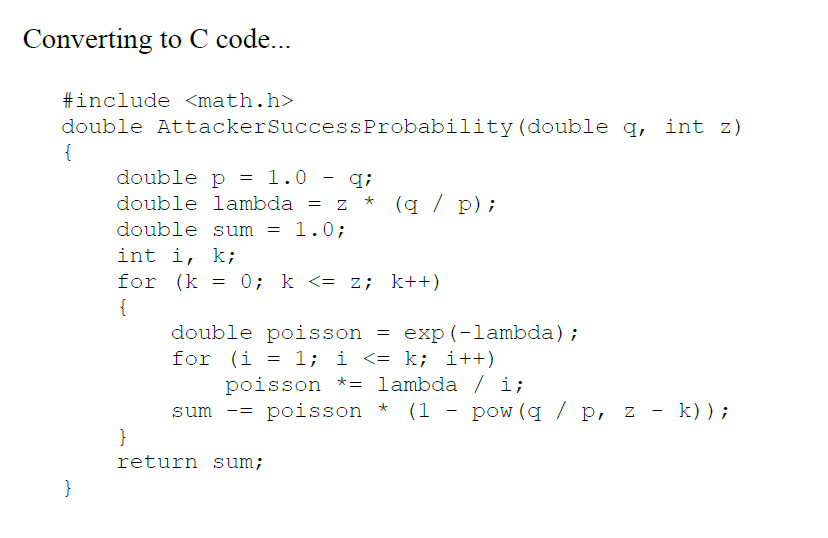 Converting to C code...
#include <math.h>
double AttackerSuccessProbability(double q, int z)
{
double p = 1.0 - q;
double lambda = z * (q / p);
double sum = 1.0;
int i, k;
for (k = 0; k <= z; k++)
{
double poisson = exp(-lambda);
for (i = 1; i <= k; i++)
poisson *= lambda / i;
sum -= poisson * (1 - pow(q / p, z - k));
}
return sum;
}